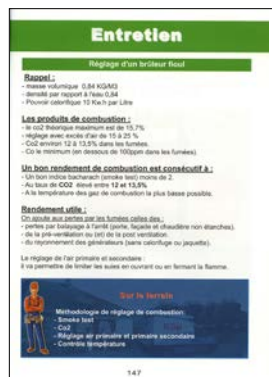 Entretien
Réglage d'un brûleur fioul
Rappel :
- masse volumique 0,84 KG/M3
- densité par rapport à l'eau 0,84
- Pouvoir calorifique 10 Kw.h par Litre
Les produits de combustion :
- le co2 théorique maximum est de 15,7%
- réglage avec excès d'air de 15 à 25 %
- Co2 environ 12 à 13,5% dans les fumées.
- Co le minimum (en dessous de 100ppm dans les fumées)
Un bon rendement de combustion est consécutif à :
- Un bon indice bacharach (smoke test) moins de 2.
- Au taux de CO2 élevé entre 12 et 13,5%
- A la température des gaz de combustion la plus basse possible.
Rendement utile :
On ajoute aux pertes par les fumées celles des :
- pertes par balayage à l'arrêt (porte, façade et chaudière non étanches).
- de la pré-ventilation ou (et) de la post ventilation.
- du rayonnement des générateurs (sans calorifuge ou jaquette).
Le réglage de l'air primaire et secondaire :
il va permettre de limiter les suies en ouvrant ou en fermant la flamme.
Sur le terrain
Méthodologie de réglage de combustion:
- Smoke test
- Co2
- Réglage air primaire et primaire secondaire
- Contrôle température
147